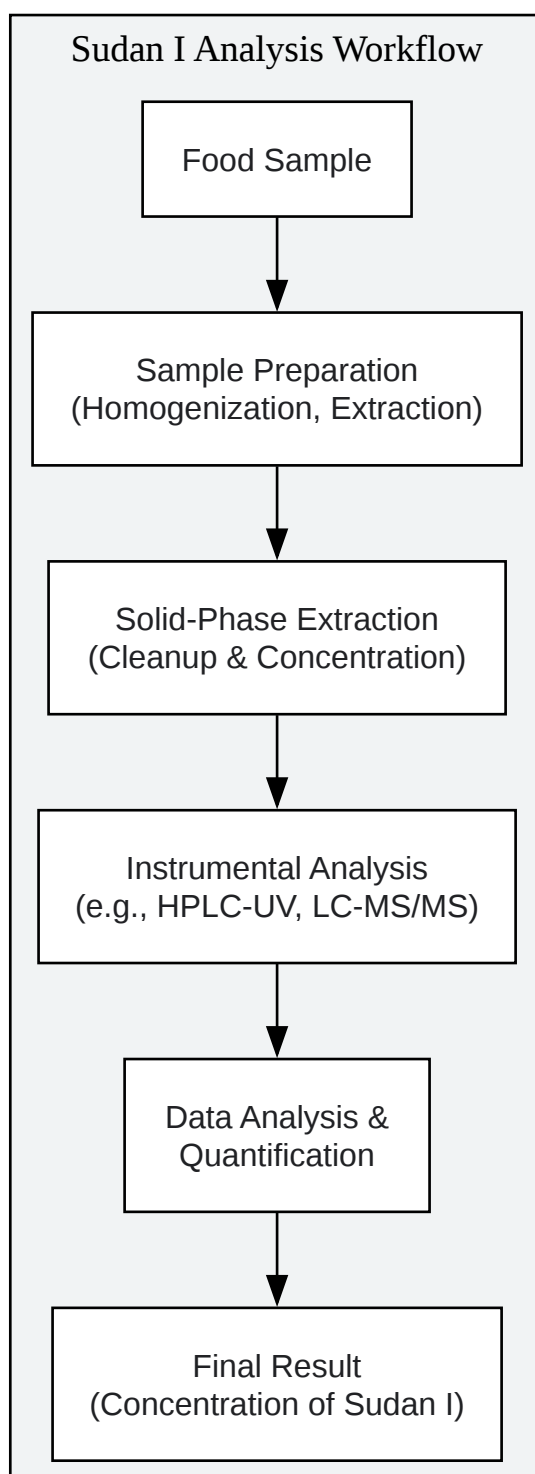 Sudan I Analysis Workflow
Food Sample
Sample Preparation
(Homogenization, Extraction)
Solid-Phase Extraction
(Cleanup & Concentration)
Instrumental Analysis
(e.g., HPLC-UV, LC-MS/MS)
Data Analysis &
Quantification
Final Result
(Concentration of Sudan I)